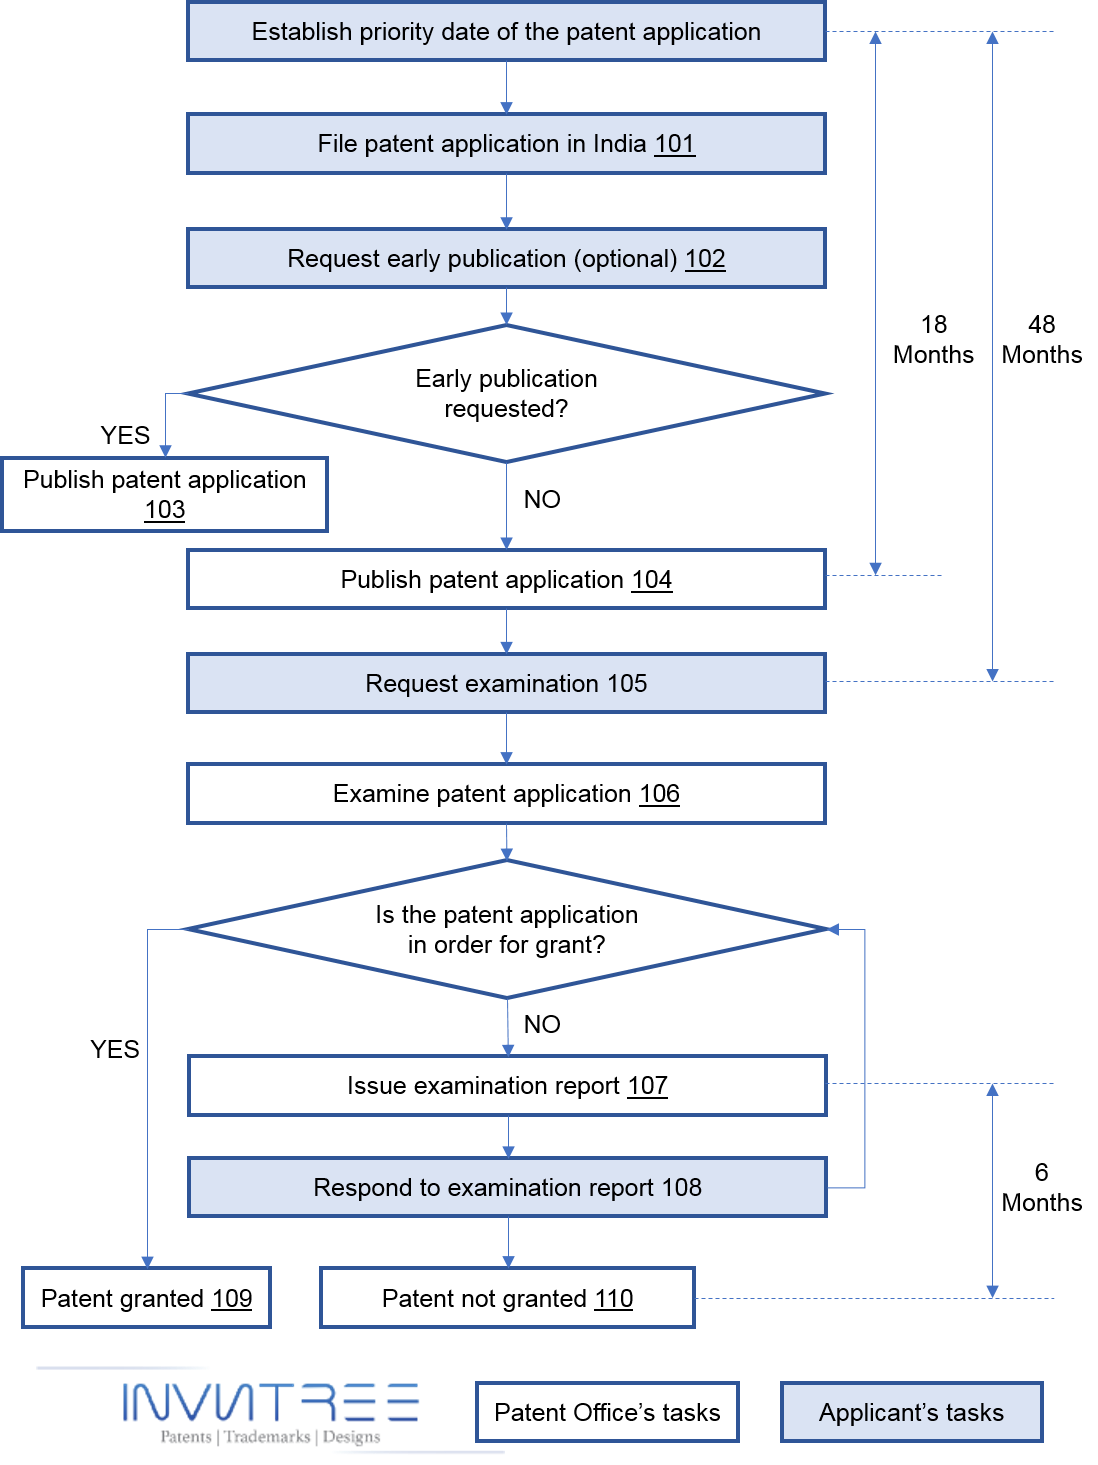 Establish priority date of the patent application
File patent application in India 101
Request early publication (optional) 102
18
Months
48
Months
Early publication
requested?
YES
Publish patent application
103
NO
Publish patent application 104
Request examination 105
Examine patent application 106
Is the patent application
in order for grant?
NO
YES
Issue examination report 107
Respond to examination report 108
6
Months
Patent granted 109
Patent not granted 110
INVNTREE
Patents | Trademarks | Designs
Patent Office's tasks
Applicant's tasks